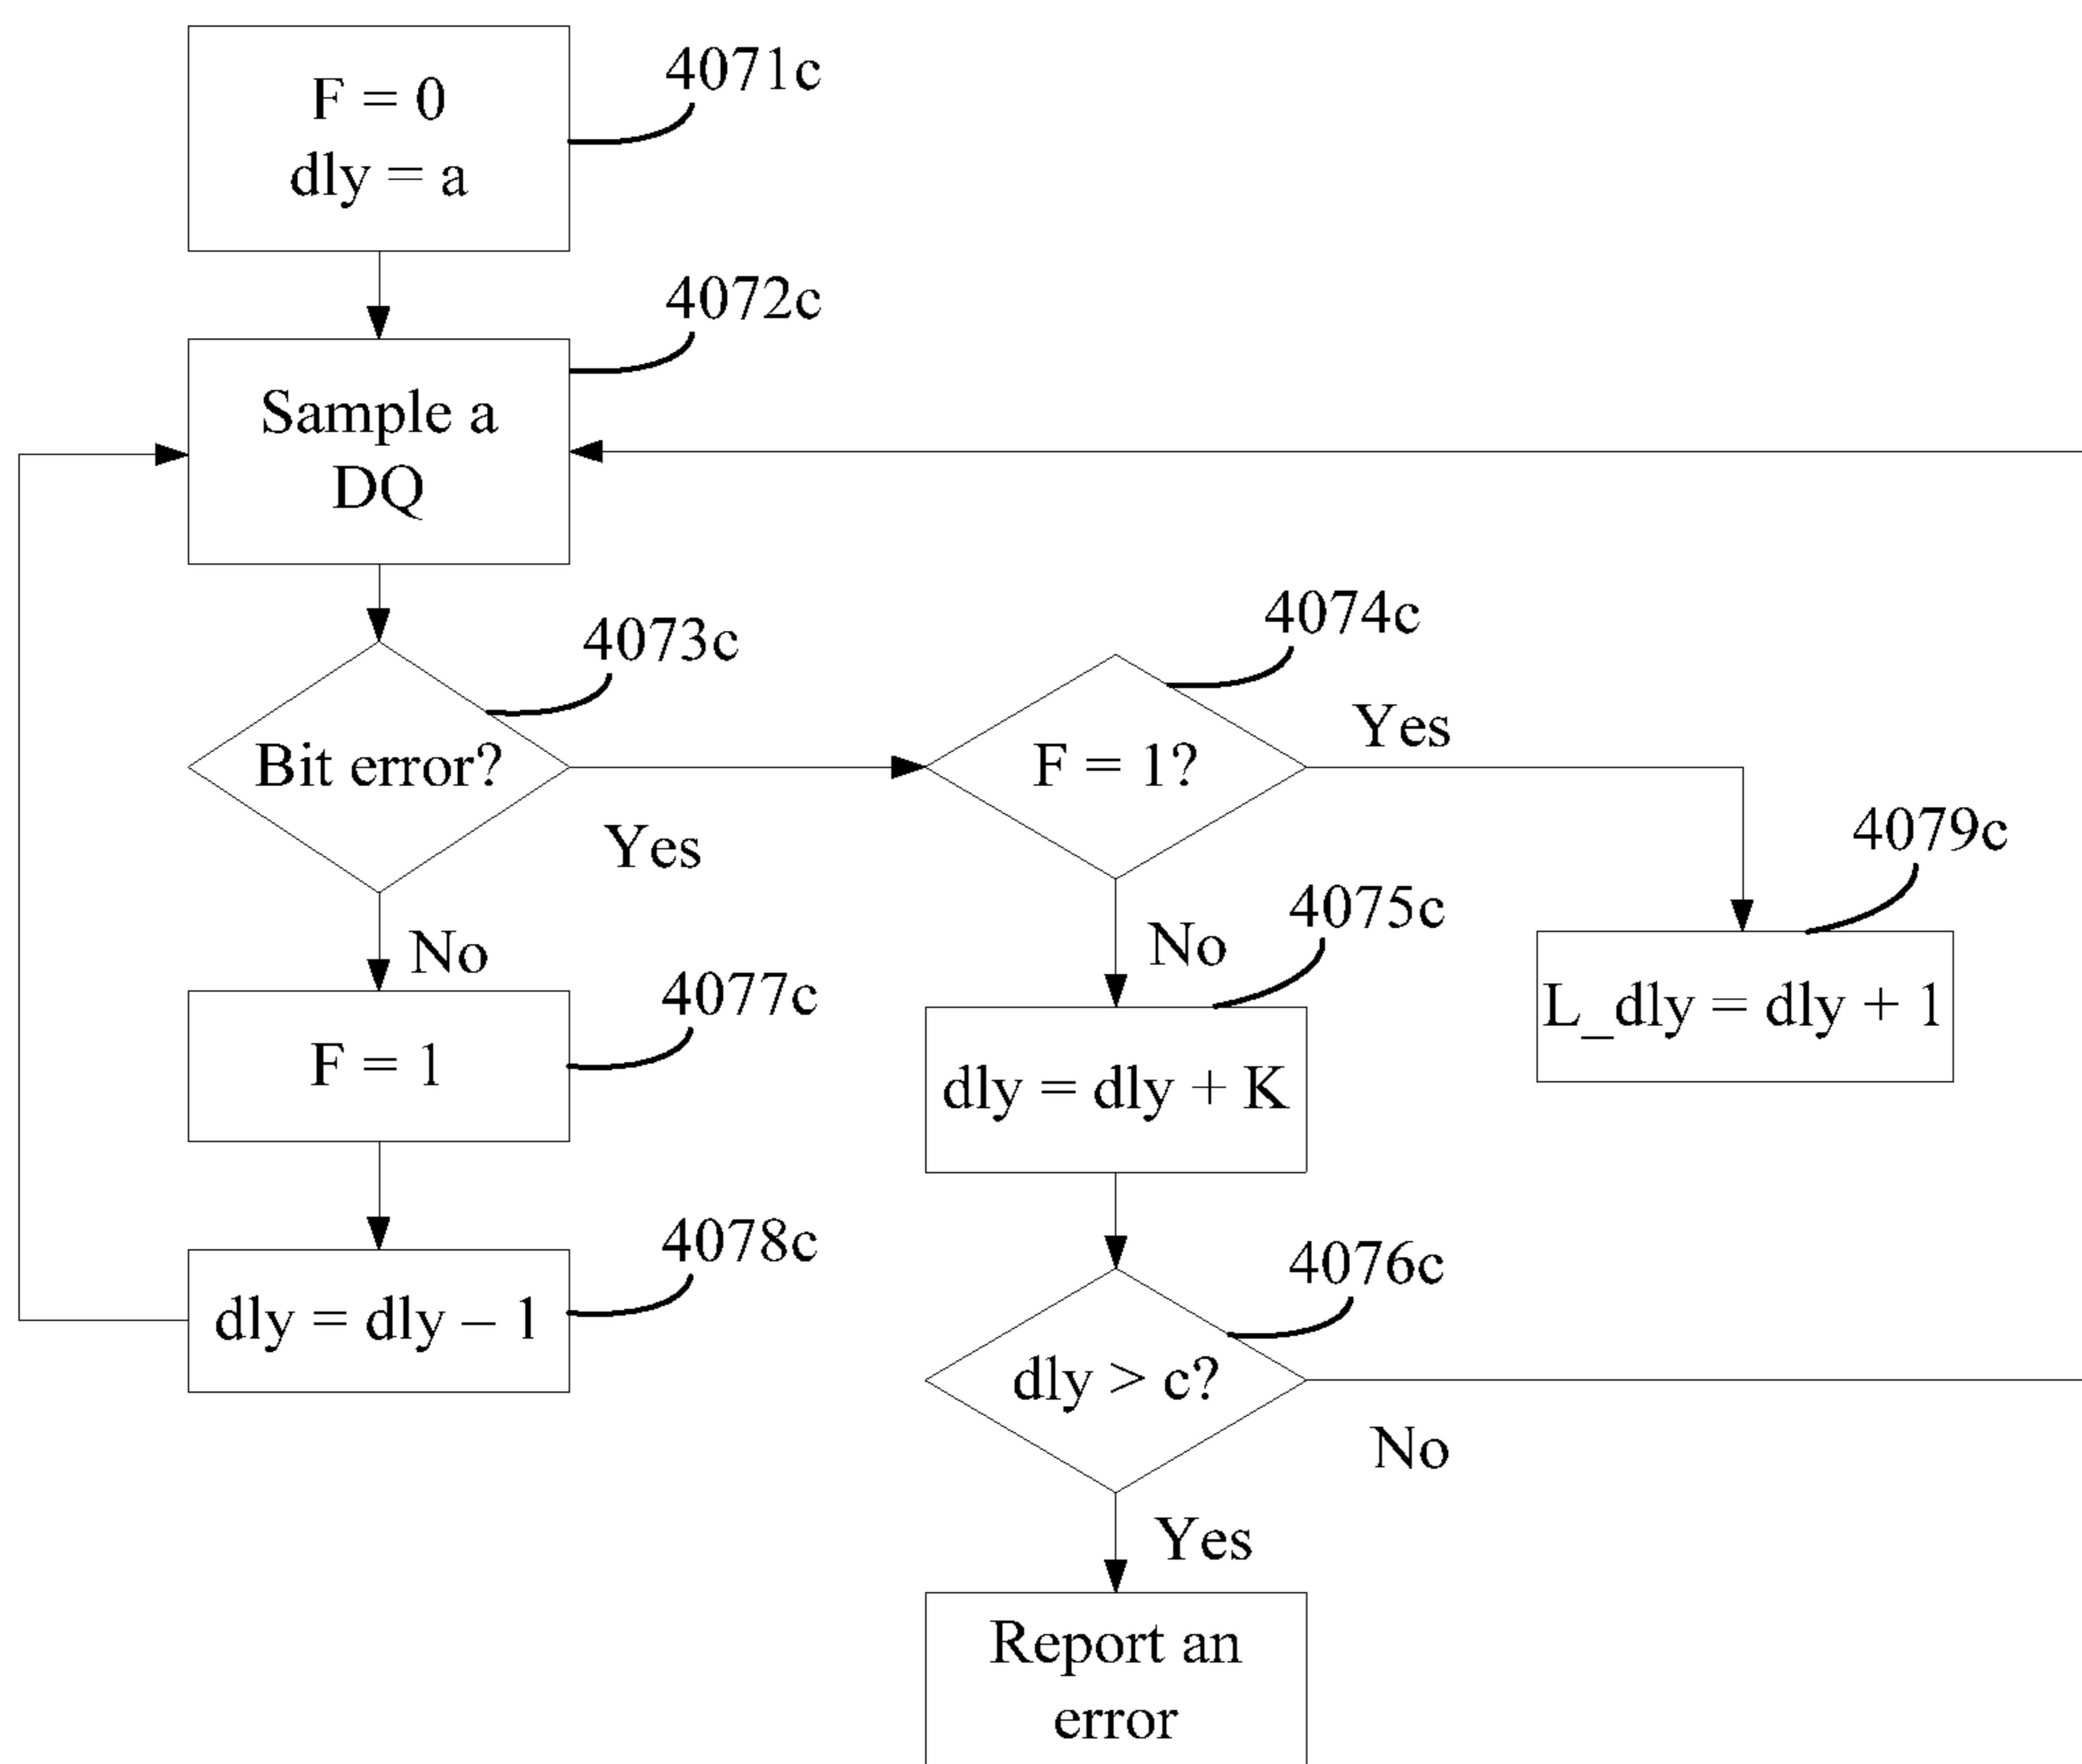 F = 0
dly = a
4071c
Sample a
DQ
4072c
Bit error?
4073c
Yes
No
F = 1?
4074c
Yes
No
4079c
L_dly = dly + 1
4075c
dly = dly + K
F = 1
4077c
dly = dly – 1
4078c
dly > c?
4076c
No
Yes
Report an
error